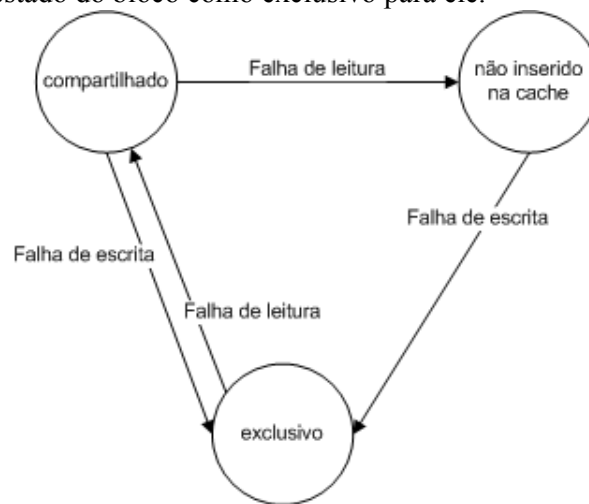 estado do bloco como exclusivo para ele.
Falha de leitura
compartilhado
não inserido
na cache
Falha de escrita
Falha de escrita
Falha de leitura
exclusivo